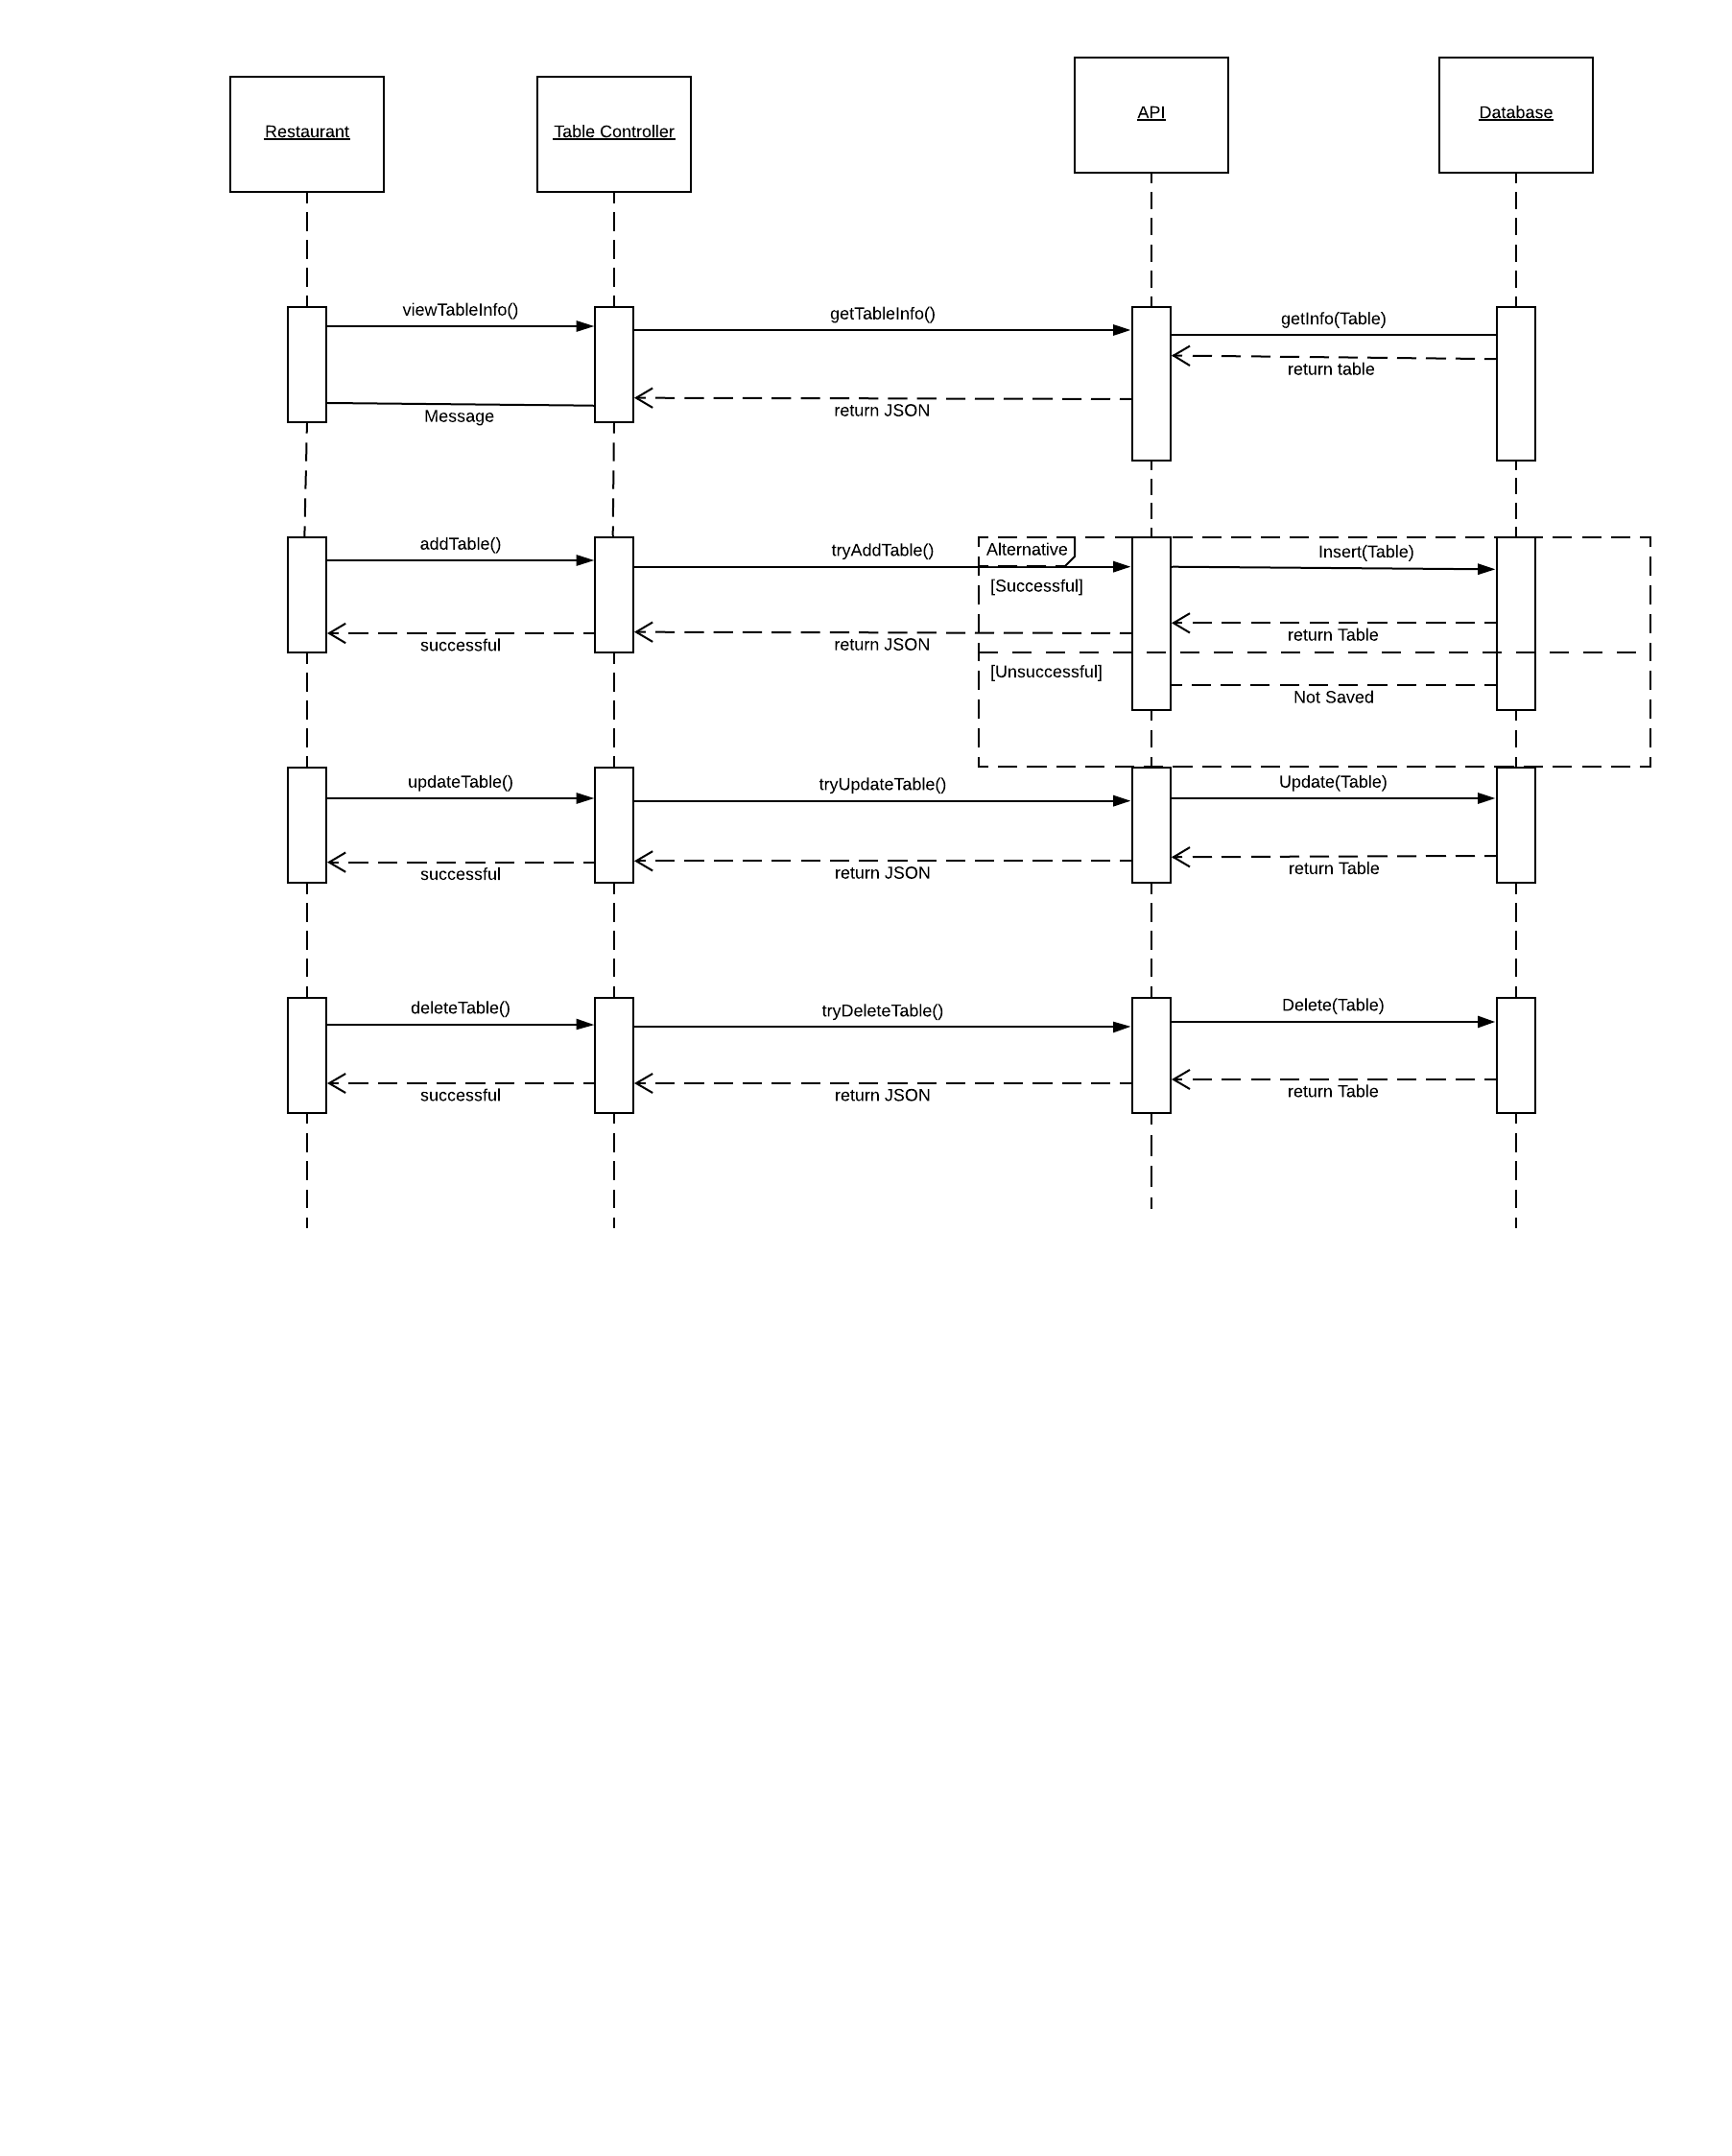 Restaurant
Table Controller
API
Database
viewTableInfo()
getTableInfo()
getInfo(Table)
return table
Message
return JSON
addTable()
tryAddTable()
Alternative
Insert(Table)
[Successful]
successful
return JSON
return Table
[Unsuccessful]
Not Saved
updateTable()
tryUpdateTable()
Update(Table)
successful
return JSON
return Table
deleteTable()
tryDeleteTable()
Delete(Table)
successful
return JSON
return Table